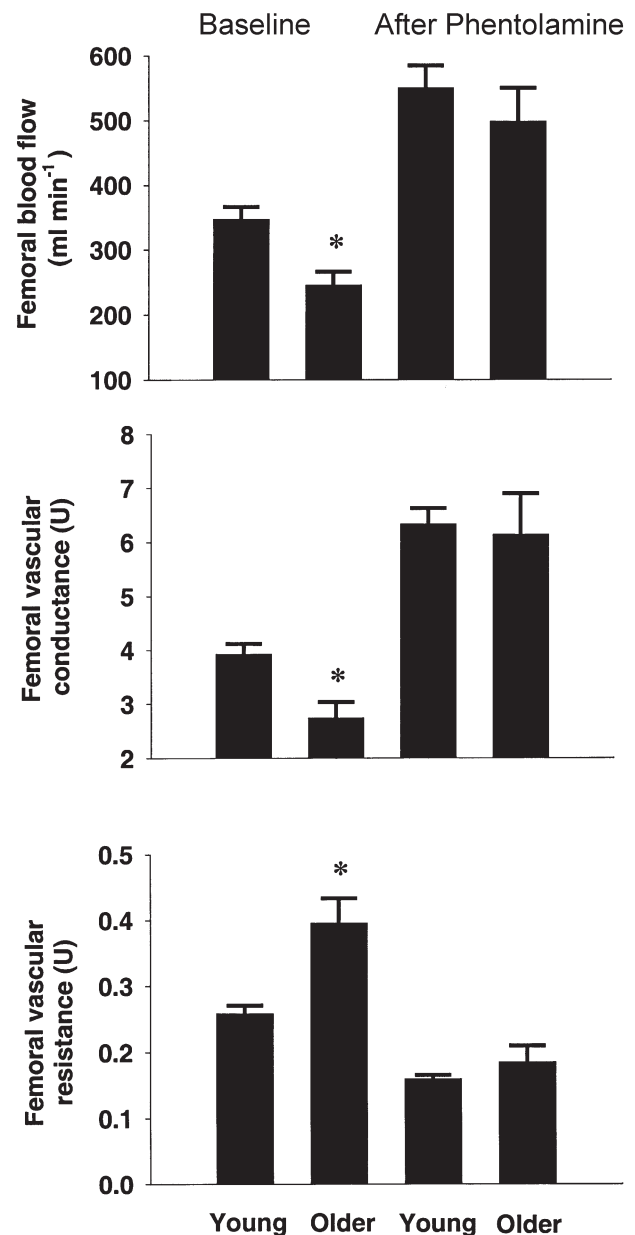 Baseline After Phentolamine
Femoral blood flow
(ml min⁻¹)
600
500
400
300
200
100
*
Femoral vascular
conductance (U)
8
7
6
5
4
3
2
*
Femoral vascular
resistance (U)
0.5
0.4
0.3
0.2
0.1
0.0
*
Young Older Young Older